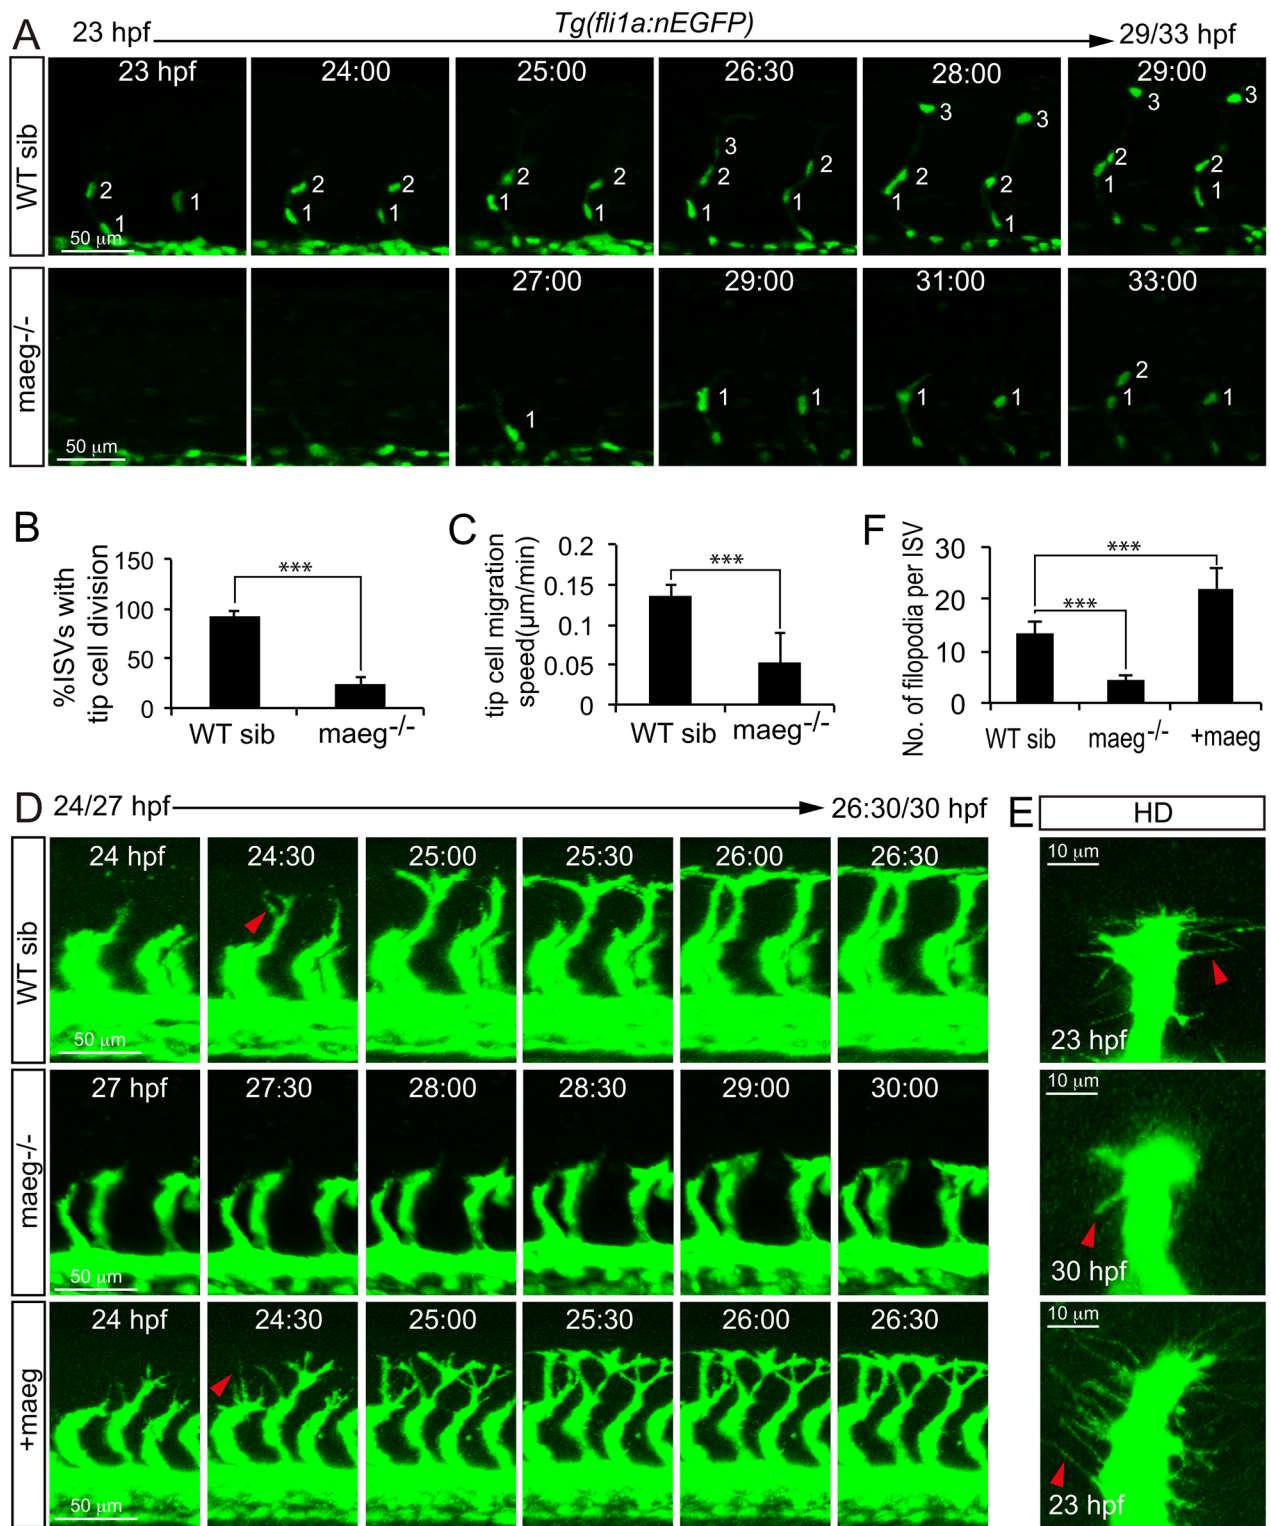 A
23 hpf
Tg(fli1a:nEGFP)
29/33 hpf
WT sib
23 hpf
24:00
25:00
26:30
28:00
29:00
2
1
1
50 µm
2
1
2
1
2
1
2
1
3
2
1
2
1
3
2
1
3
2
1
3
2
1
3
2
1
maeg-/-
27:00
29:00
31:00
33:00
50 µm
1
1
1
1
1
2
1
1
B
%ISVs with
tip cell division
150
100
50
0
***
WT sib
maeg-/-
C
tip cell migration
speed(µm/min)
0.2
0.15
0.1
0.05
0
***
WT sib
maeg-/-
F
No. of filopodia per ISV
30
20
10
0
***
***
WT sib
maeg-/-
+maeg
D
24/27 hpf
26:30/30 hpf
WT sib
24 hpf
24:30
25:00
25:30
26:00
26:30
50 µm
maeg-/-
27 hpf
27:30
28:00
28:30
29:00
30:00
50 µm
+maeg
24 hpf
24:30
25:00
25:30
26:00
26:30
50 µm
E
HD
10 µm
23 hpf
10 µm
30 hpf
10 µm
23 hpf